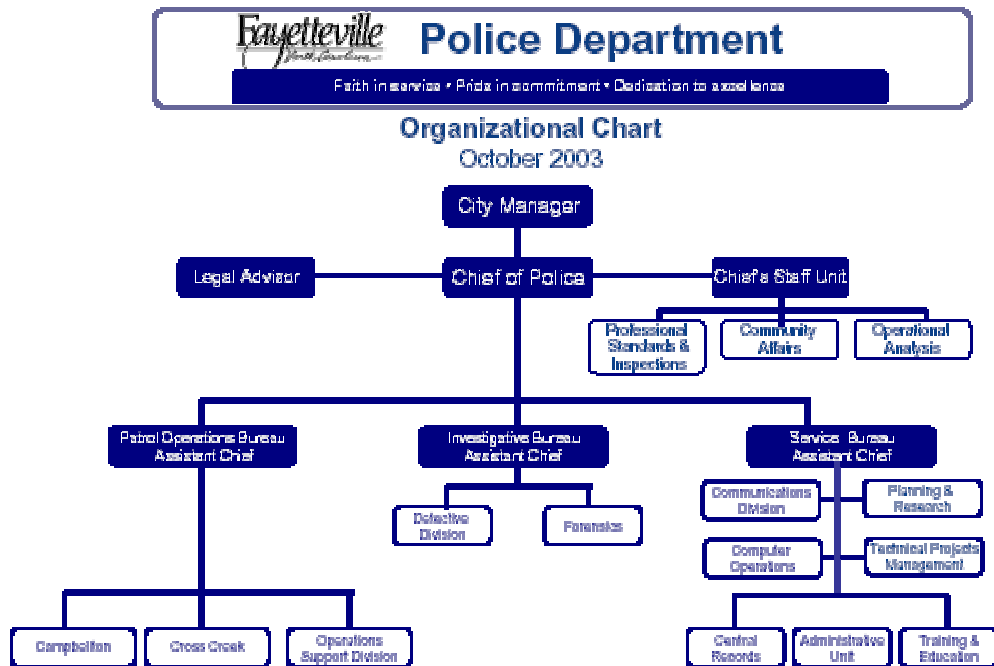 Fayetteville
North Carolina
Police Department
Faith in service • Pride in commitment • Dedication to excellence
Organizational Chart
October 2003
City Manager
Legal Advisor
Chief of Police
Chief's Staff Unit
Professional
Standards &
Inspections
Community
Affairs
Operational
Analysis
Patrol Operations Bureau
Assistant Chief
Investigative Bureau
Assistant Chief
Service Bureau
Assistant Chief
Detective
Division
Forensics
Communications
Division
Planning &
Research
Computer
Operations
Technical Projects
Management
Campbellton
Cross Creek
Operations
Support Division
Central
Records
Administrative
Unit
Training &
Education